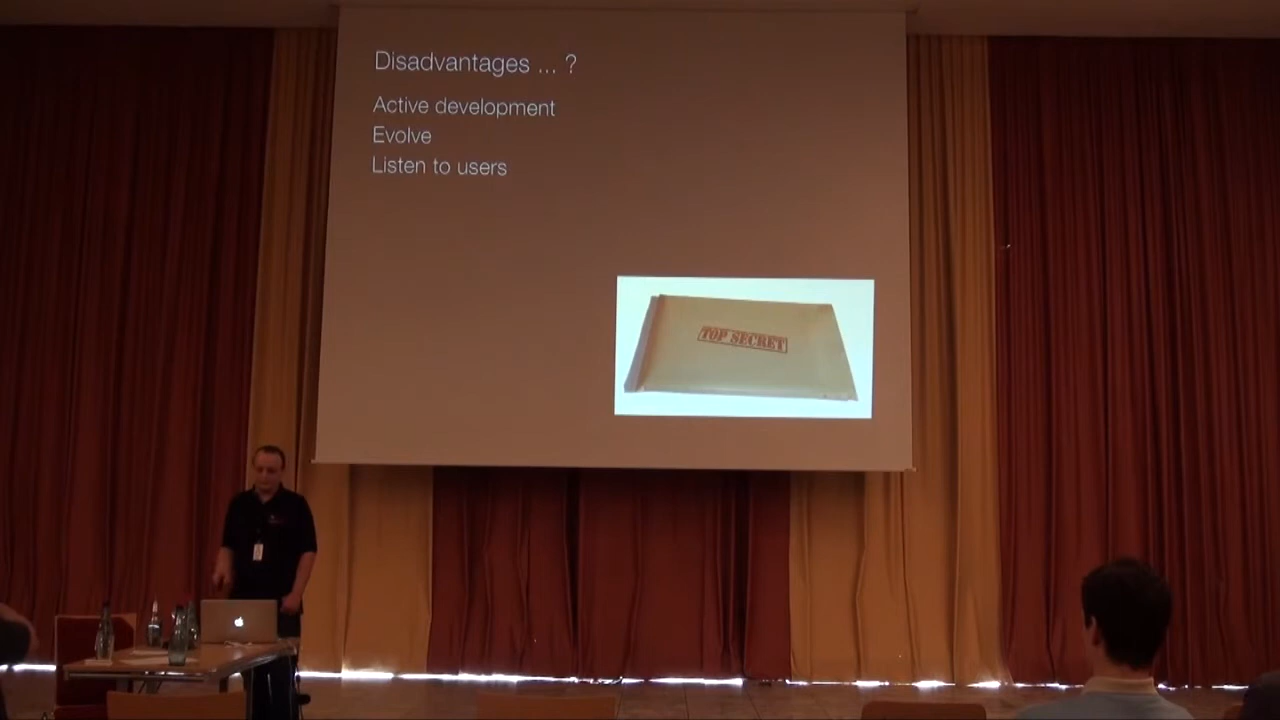 Disadvantages ... ?
Active development
Evolve
Listen to users
TOP SECRET